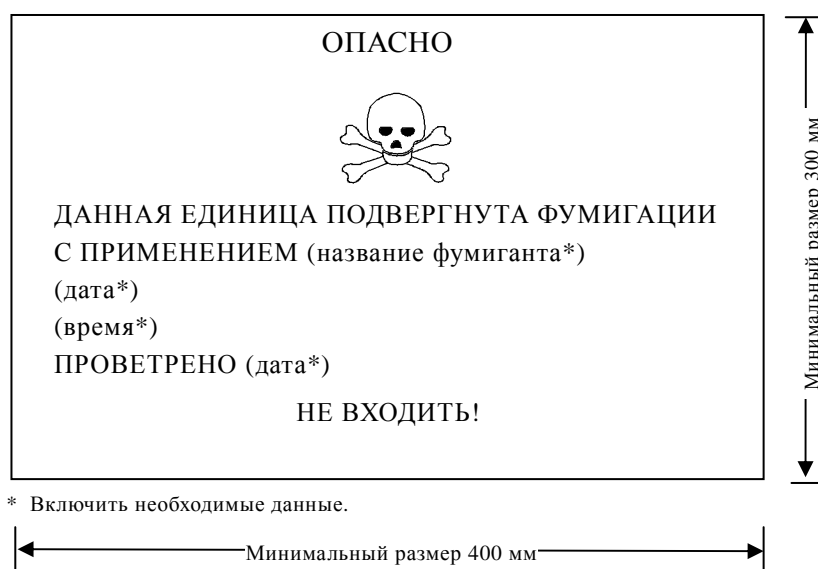 ОПАСНО
ДАННАЯ ЕДИНИЦА ПОДВЕРГНУТА ФУМИГАЦИИ
С ПРИМЕНЕНИЕМ (название фумиганта*)
(дата*)
(время*)
ПРОВЕТРЕНО (дата*)
НЕ ВХОДИТЬ!
Минимальный размер 300 мм
* Включить необходимые данные.
Минимальный размер 400 мм